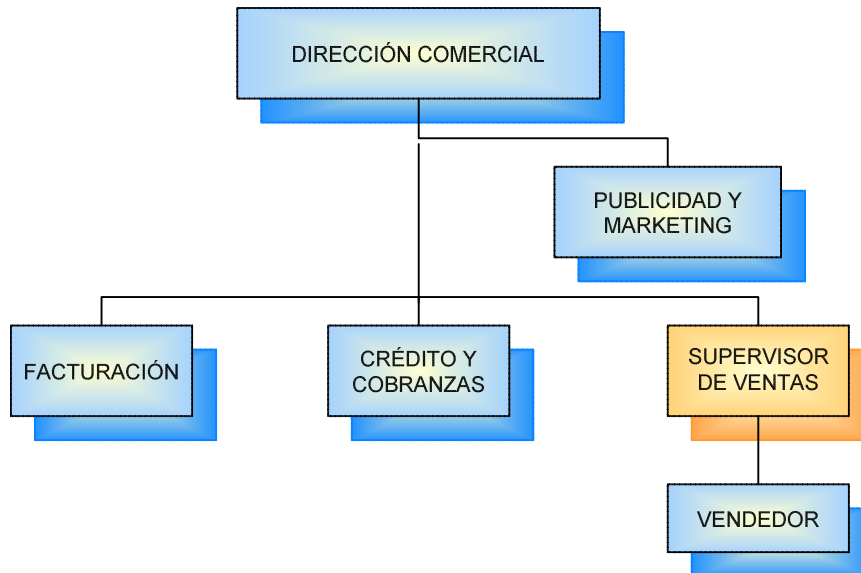 DIRECCIÓN COMERCIAL
PUBLICIDAD Y
MARKETING
FACTURACIÓN
CRÉDITO Y
COBRANZAS
SUPERVISOR
DE VENTAS
VENDEDOR